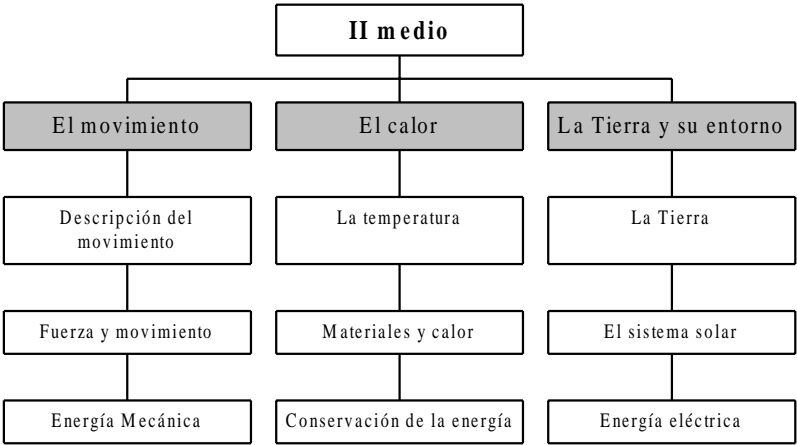 II medio
El movimiento
El calor
La Tierra y su entorno
Descripción del
movimiento
La temperatura
La Tierra
Fuerza y movimiento
Materiales y calor
El sistema solar
Energía Mecánica
Conservación de la energía
Energía eléctrica